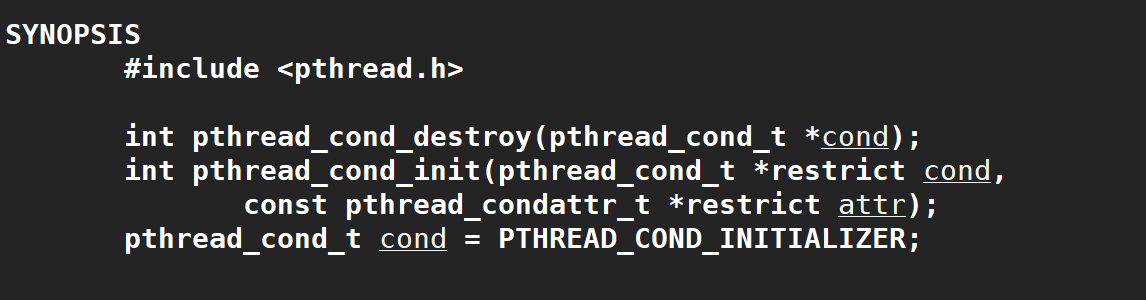 SYNOPSIS
#include <pthread.h>
int pthread_cond_destroy(pthread_cond_t *cond);
int pthread_cond_init(pthread_cond_t *restrict cond,
const pthread_condattr_t *restrict attr);
pthread_cond_t cond = PTHREAD_COND_INITIALIZER;